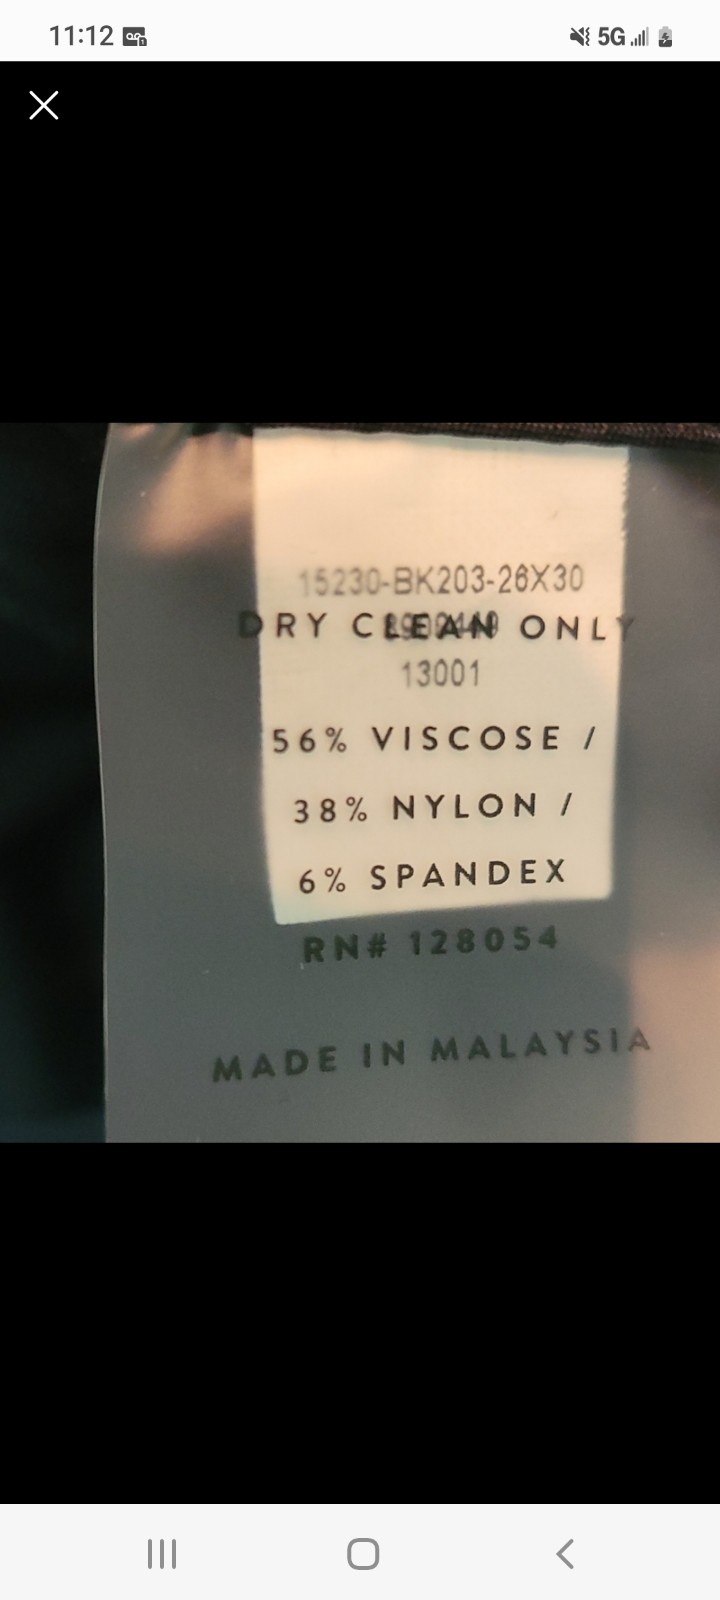 11:12
5G
15230-BK203-26X30
DRY CLEAN ONLY
13001
56% VISCOSE /
38% NYLON /
6% SPANDEX
RN# 128054
MADE IN MALAYSIA